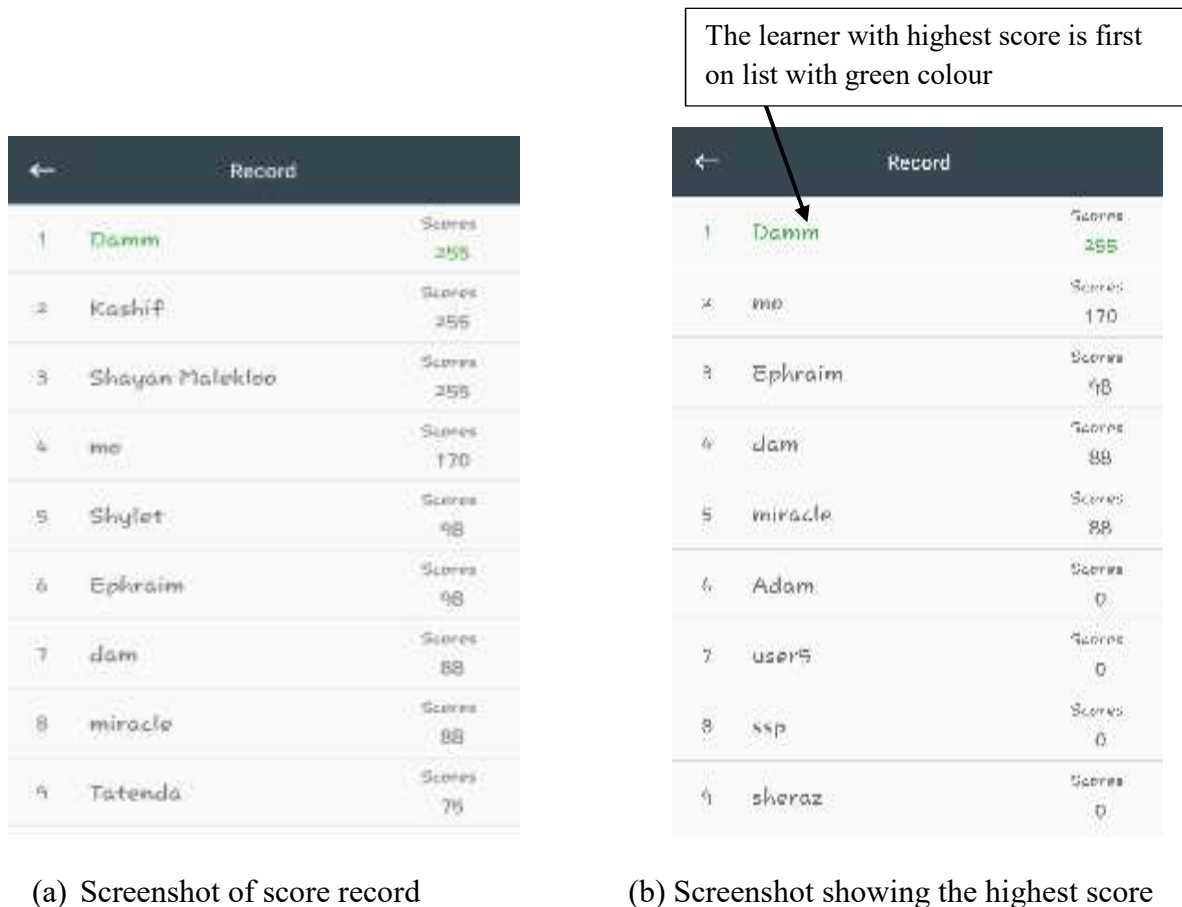 The learner with highest score is first
on list with green colour
Record
1 Damm Scores 255
2 Kashif Scores 255
3 Shayan Malekloo Scores 255
4 mo Scores 170
5 Shylet Scores 98
6 Ephraim Scores 98
7 dam Scores 88
8 miracle Scores 88
9 Tatenda Scores 75
Record
1 Damm Scores 255
2 mo Scores 170
3 Ephraim Scores 98
4 dam Scores 88
5 miracle Scores 88
6 Adam Scores 0
7 user5 Scores 0
8 ssp Scores 0
9 sheraz Scores 0
(a) Screenshot of score record
(b) Screenshot showing the highest score